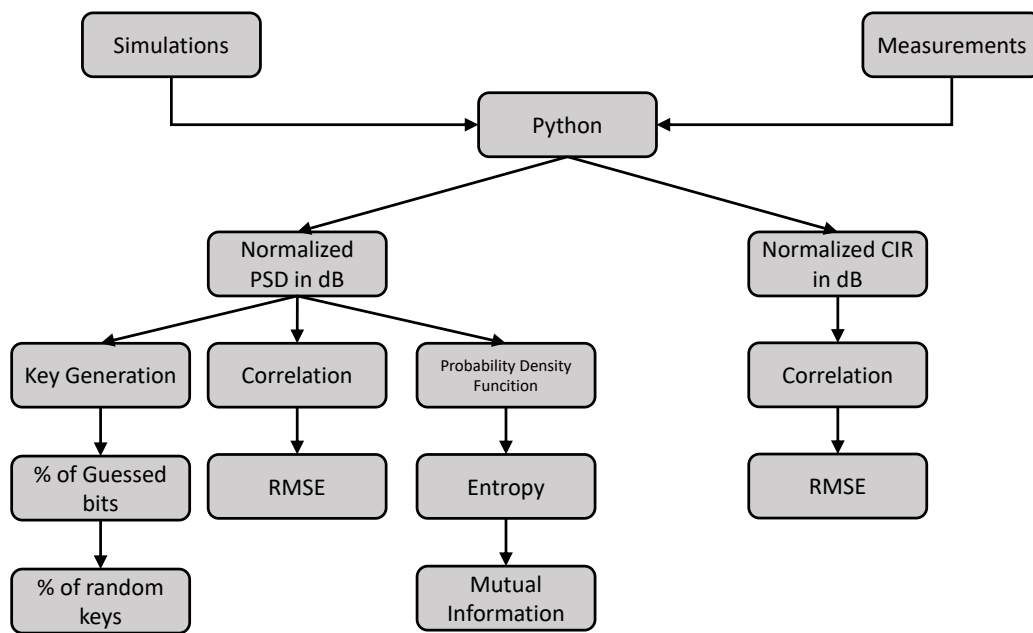 Simulations
Measurements
Python
Normalized
PSD in dB
Normalized CIR
in dB
Key Generation
Correlation
Probability Density
Funcition
Correlation
% of Guessed
bits
RMSE
Entropy
RMSE
% of random
keys
Mutual
Information